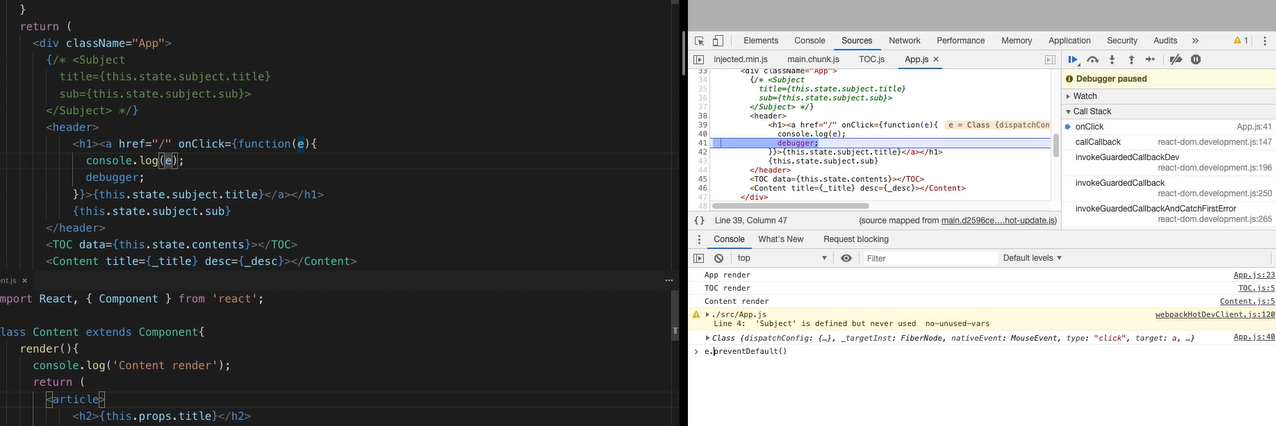 }
return (
<div className="App">
{/* <Subject
title={this.state.subject.title}
sub={this.state.subject.sub}>
</Subject> */}
<header>
<h1><a href="/" onClick={function(e){
console.log(e);
debugger;
}}>{this.state.subject.title}</a></h1>
{this.state.subject.sub}
</header>
<TOC data={this.state.contents}></TOC>
<Content title={_title} desc={_desc}></Content>
nt.js ×
mport React, { Component } from 'react';
lass Content extends Component{
render(){
console.log('Content render');
return (
<article>
<h2>{this.props.title}</h2>
Elements Console Sources Network Performance Memory Application Security Audits » 1
injected.min.js main.chunk.js TOC.js App.js ×
33 <div className="App">
34 {/* <Subject
35 title={this.state.subject.title}
36 sub={this.state.subject.sub}>
37 </Subject> */}
38 <header>
39 <h1><a href="/" onClick={function(e){ e = Class {dispatchCon
40 console.log(e);
41 debugger;
42 }}>{this.state.subject.title}</a></h1>
43 {this.state.subject.sub}
44 </header>
45 <TOC data={this.state.contents}></TOC>
46 <Content title={_title} desc={_desc}></Content>
47 </div>
48
{} Line 39, Column 47 (source mapped from main.d2596ce....hot-update.js)
Debugger paused
Watch
Call Stack
onClick App.js:41
callCallback react-dom.development.js:147
invokeGuardedCallbackDev
react-dom.development.js:196
invokeGuardedCallback
react-dom.development.js:250
invokeGuardedCallbackAndCatchFirstError
react-dom.development.js:265
Console What's New Request blocking
top Filter Default levels ▼
App render App.js:23
TOC render TOC.js:5
Content render Content.js:5
./src/App.js webpackHotDevClient.js:120
Line 4: 'Subject' is defined but never used no-unused-vars
Class {dispatchConfig: {…}, _targetInst: FiberNode, nativeEvent: MouseEvent, type: "click", target: a, …} App.js:40
e.preventDefault()